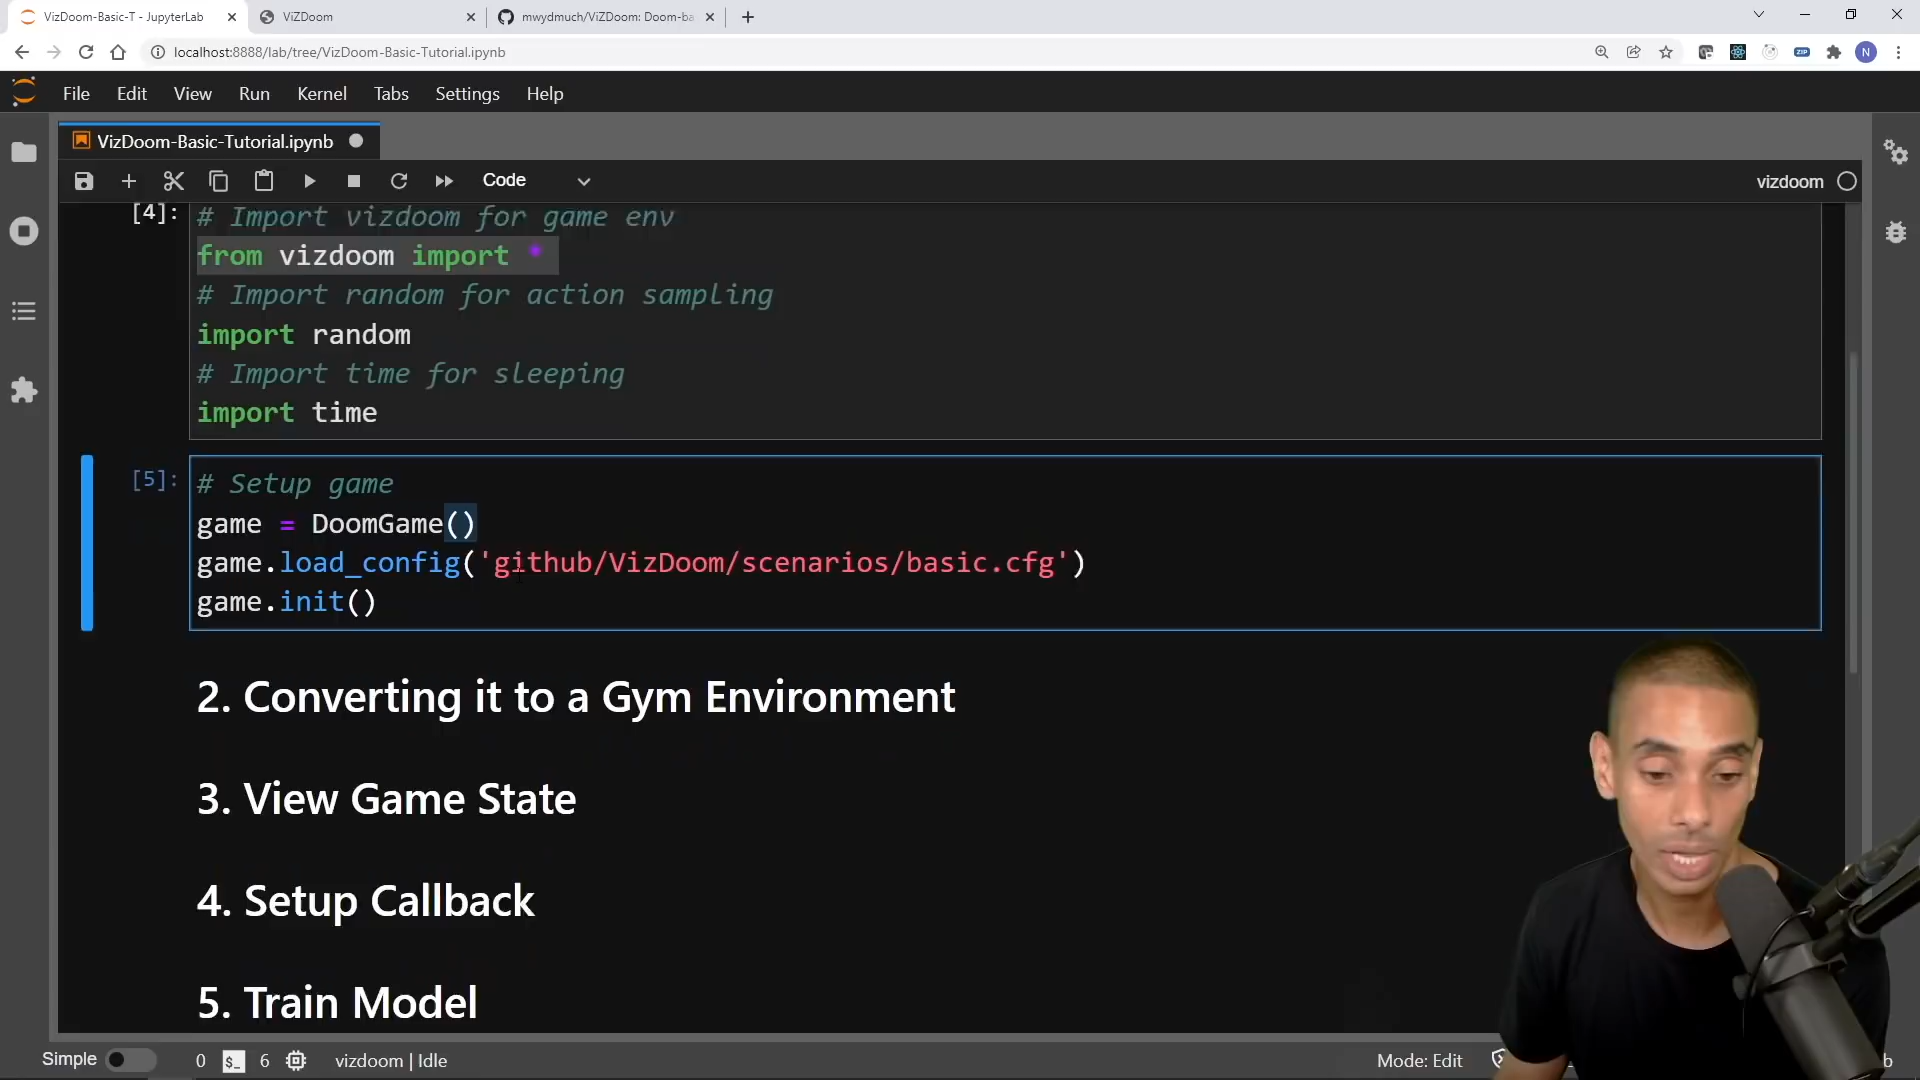 VizDoom-Basic-T - JupyterLab
ViZDoom
mwydmuch/ViZDoom: Doom-ba
localhost:8888/lab/tree/VizDoom-Basic-Tutorial.ipynb
ZIP
N
File Edit View Run Kernel Tabs Settings Help
VizDoom-Basic-Tutorial.ipynb
Code
vizdoom
[4]:
# Import vizdoom for game env
from vizdoom import *
# Import random for action sampling
import random
# Import time for sleeping
import time
[5]:
# Setup game
game = DoomGame()
game.load_config('github/VizDoom/scenarios/basic.cfg')
game.init()
2. Converting it to a Gym Environment
3. View Game State
4. Setup Callback
5. Train Model
Simple 0 $_ 6 vizdoom | Idle Mode: Edit b